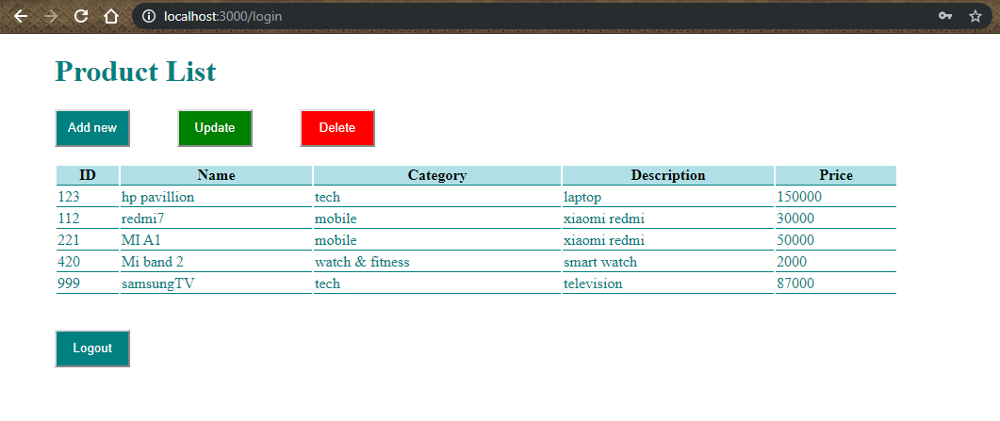 localhost:3000/login
Product List
Add new Update Delete
ID Name Category Description Price
123 hp pavillion tech laptop 150000
112 redmi7 mobile xiaomi redmi 30000
221 MI A1 mobile xiaomi redmi 50000
420 Mi band 2 watch & fitness smart watch 2000
999 samsungTV tech television 87000
Logout